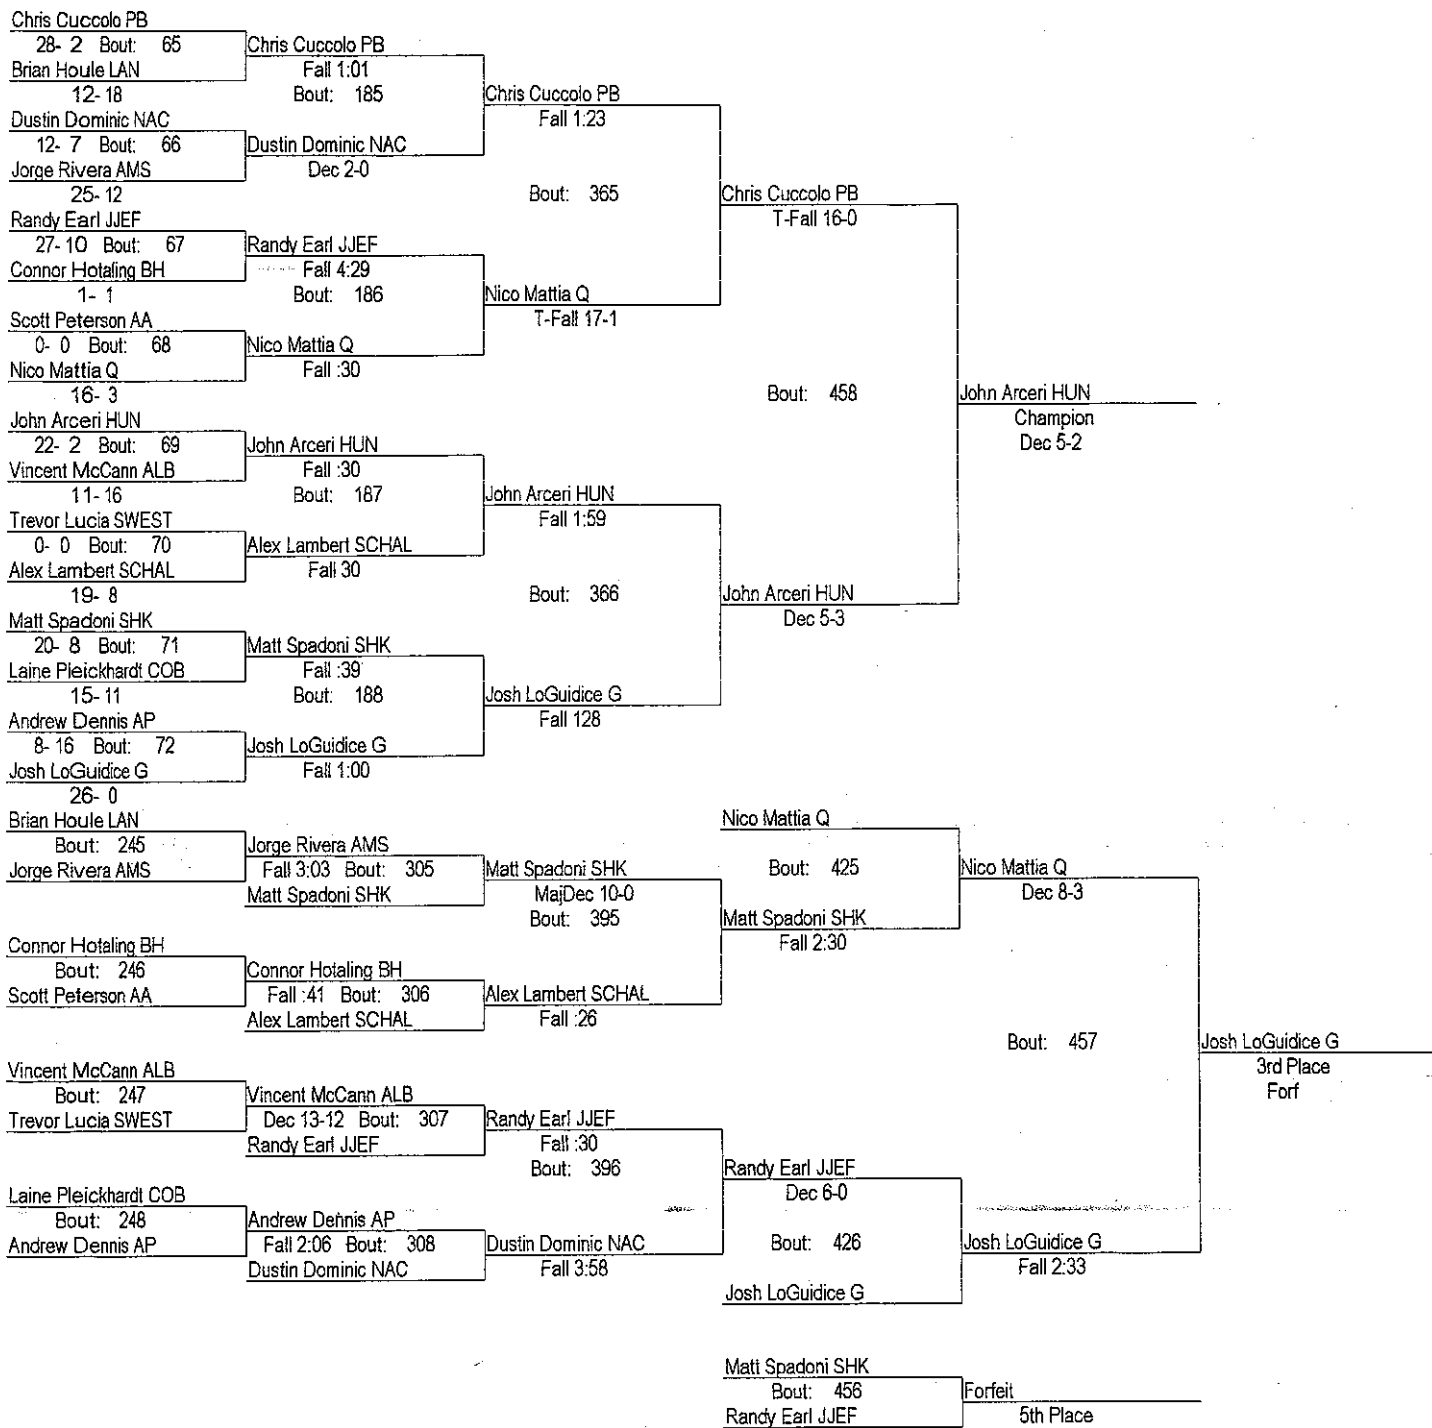 Chris Cuccolo PB
28- 2 Bout: 65
Chris Cuccolo PB
Brian Houle LAN
Fall 1:01
12- 18
Bout: 185
Chris Cuccolo PB
Dustin Dominic NAC
Fall 1:23
12- 7 Bout: 66
Dustin Dominic NAC
Jorge Rivera AMS
Dec 2-0
25- 12
Bout: 365
Chris Cuccolo PB
Randy Earl JJEF
T-Fall 16-0
27- 10 Bout: 67
Randy Earl JJEF
Connor Hotaling BH
Fall 4:29
1- 1
Bout: 186
Nico Mattia Q
Scott Peterson AA
T-Fall 17-1
0- 0 Bout: 68
Nico Mattia Q
Nico Mattia Q
Fall :30
16- 3
Bout: 458
John Arceri HUN
John Arceri HUN
Champion
22- 2 Bout: 69
John Arceri HUN
Dec 5-2
Vincent McCann ALB
Fall :30
11- 16
Bout: 187
John Arceri HUN
Trevor Lucia SWEST
Fall 1:59
0- 0 Bout: 70
Alex Lambert SCHAL
Alex Lambert SCHAL
Fall 30
19- 8
Bout: 366
John Arceri HUN
Matt Spadoni SHK
Dec 5-3
20- 8 Bout: 71
Matt Spadoni SHK
Laine Pleickhardt COB
Fall :39
15- 11
Bout: 188
Josh LoGuidice G
Andrew Dennis AP
Fall 128
8- 16 Bout: 72
Josh LoGuidice G
Josh LoGuidice G
Fall 1:00
26- 0
Brian Houle LAN
Nico Mattia Q
Bout: 245
Jorge Rivera AMS
Jorge Rivera AMS
Fall 3:03 Bout: 305
Matt Spadoni SHK
Bout: 425
Nico Mattia Q
Matt Spadoni SHK
MajDec 10-0
Dec 8-3
Bout: 395
Matt Spadoni SHK
Connor Hotaling BH
Fall 2:30
Bout: 246
Connor Hotaling BH
Scott Peterson AA
Fall :41 Bout: 306
Alex Lambert SCHAL
Alex Lambert SCHAL
Fall :26
Bout: 457
Josh LoGuidice G
Vincent McCann ALB
3rd Place
Bout: 247
Vincent McCann ALB
Forf
Trevor Lucia SWEST
Dec 13-12 Bout: 307
Randy Earl JJEF
Randy Earl JJEF
Fall :30
Bout: 396
Randy Earl JJEF
Laine Pleickhardt COB
Dec 6-0
Bout: 248
Andrew Dennis AP
Andrew Dennis AP
Fall 2:06 Bout: 308
Dustin Dominic NAC
Bout: 426
Josh LoGuidice G
Dustin Dominic NAC
Fall 3:58
Fall 2:33
Josh LoGuidice G
Matt Spadoni SHK
Bout: 456
Forfeit
Randy Earl JJEF
5th Place